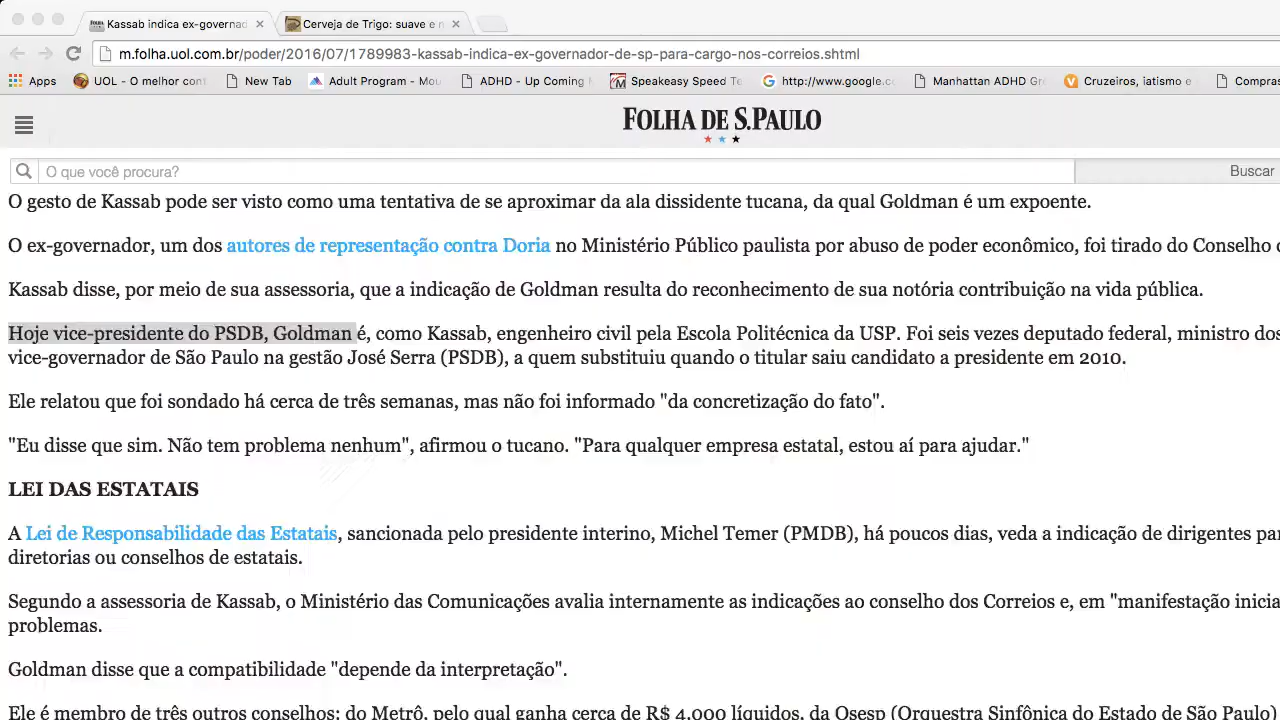 Kassab indica ex-governad
Cerveja de Trigo: suave e n
m.folha.uol.com.br/poder/2016/07/1789983-kassab-indica-ex-governador-de-sp-para-cargo-nos-correios.shtml
Apps UOL - O melhor cont New Tab Adult Program - Mou ADHD - Up Coming M Speakeasy Speed Te http://www.google.c Manhattan ADHD Gr Cruzeiros, iatismo e Compras
FOLHA DE S.PAULO
O que você procura? Buscar
O gesto de Kassab pode ser visto como uma tentativa de se aproximar da ala dissidente tucana, da qual Goldman é um expoente.
O ex-governador, um dos autores de representação contra Doria no Ministério Público paulista por abuso de poder econômico, foi tirado do Conselho
Kassab disse, por meio de sua assessoria, que a indicação de Goldman resulta do reconhecimento de sua notória contribuição na vida pública.
Hoje vice-presidente do PSDB, Goldman é, como Kassab, engenheiro civil pela Escola Politécnica da USP. Foi seis vezes deputado federal, ministro dos
vice-governador de São Paulo na gestão José Serra (PSDB), a quem substituiu quando o titular saiu candidato a presidente em 2010.
Ele relatou que foi sondado há cerca de três semanas, mas não foi informado "da concretização do fato".
"Eu disse que sim. Não tem problema nenhum", afirmou o tucano. "Para qualquer empresa estatal, estou aí para ajudar."
LEI DAS ESTATAIS
A Lei de Responsabilidade das Estatais, sancionada pelo presidente interino, Michel Temer (PMDB), há poucos dias, veda a indicação de dirigentes par
diretorias ou conselhos de estatais.
Segundo a assessoria de Kassab, o Ministério das Comunicações avalia internamente as indicações ao conselho dos Correios e, em "manifestação inicia
problemas.
Goldman disse que a compatibilidade "depende da interpretação".
Ele é membro de três outros conselhos: do Metrô, pelo qual ganha cerca de R$ 4.000 líquidos, da Osesp (Orquestra Sinfônica do Estado de São Paulo)